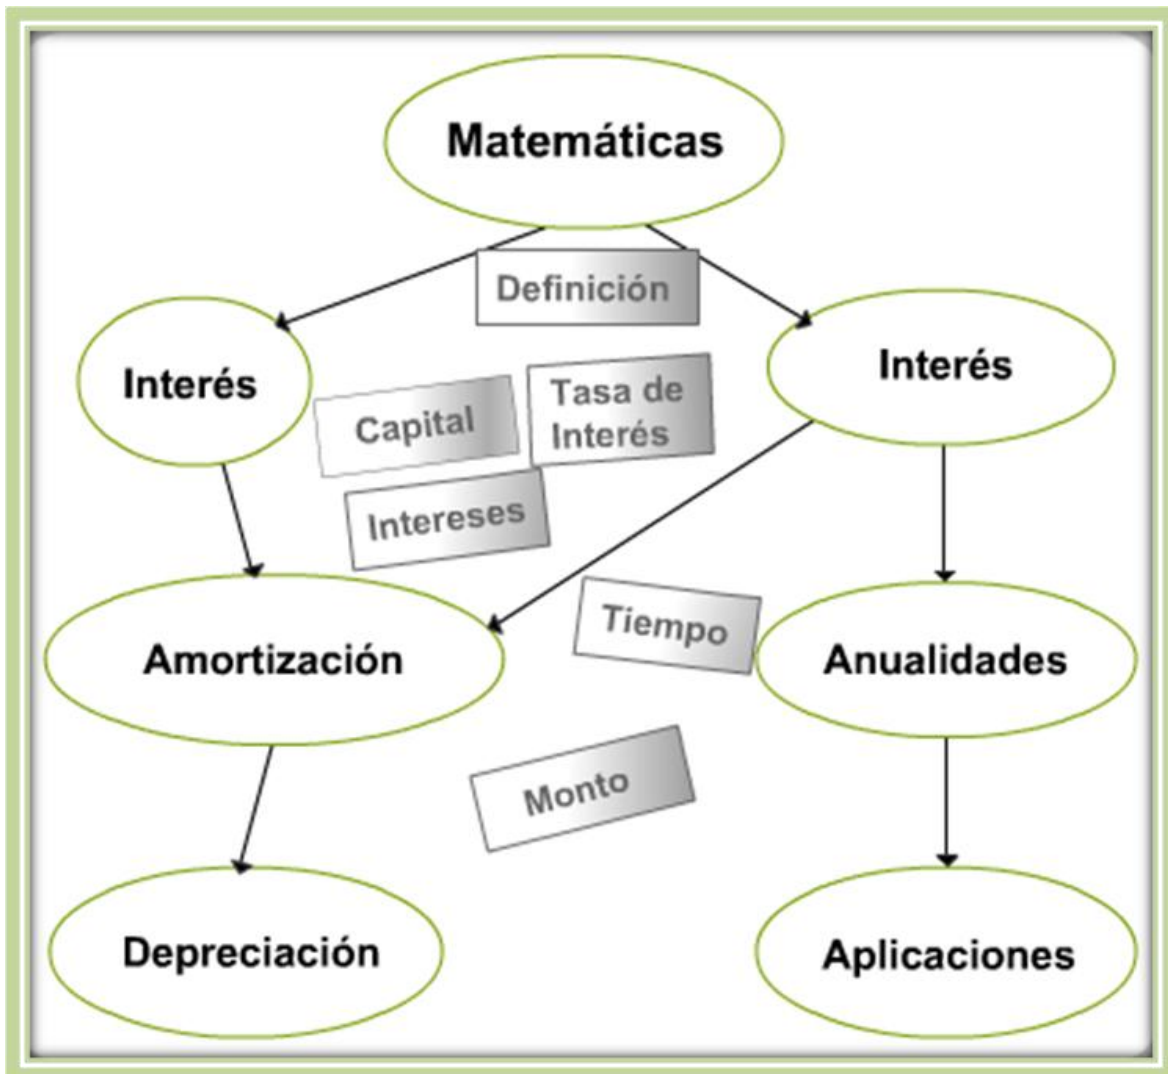 Matemáticas
Definición
Interés
Interés
Capital
Tasa de
Interés
Intereses
Tiempo
Amortización
Anualidades
Monto
Depreciación
Aplicaciones